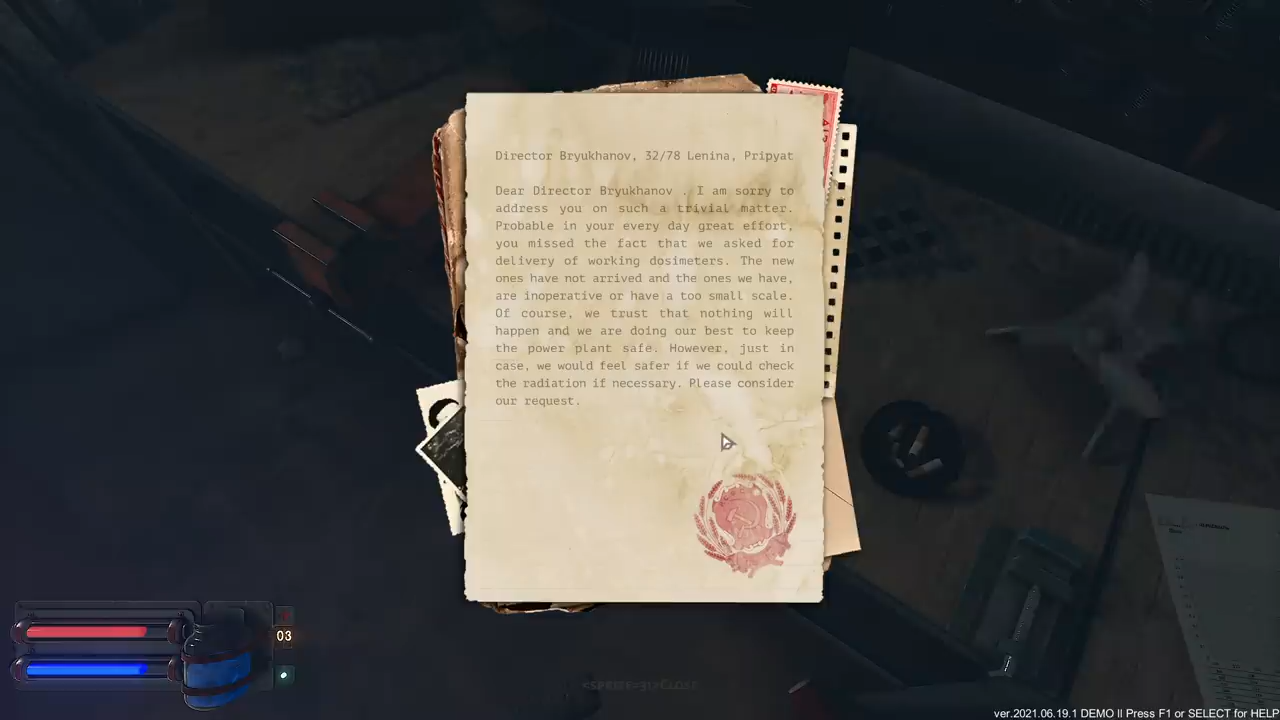 Director Bryukhanov, 32/78 Lenina, Pripyat
Dear Director Bryukhanov . I am sorry to
address you on such a trivial matter.
Probable in your every day great effort,
you missed the fact that we asked for
delivery of working dosimeters. The new
ones have not arrived and the ones we have,
are inoperative or have a too small scale.
Of course, we trust that nothing will
happen and we are doing our best to keep
the power plant safe. However, just in
case, we would feel safer if we could check
the radiation if necessary. Please consider
our request.
03
ver.2021.06.19.1 DEMO II Press F1 or SELECT for HELP